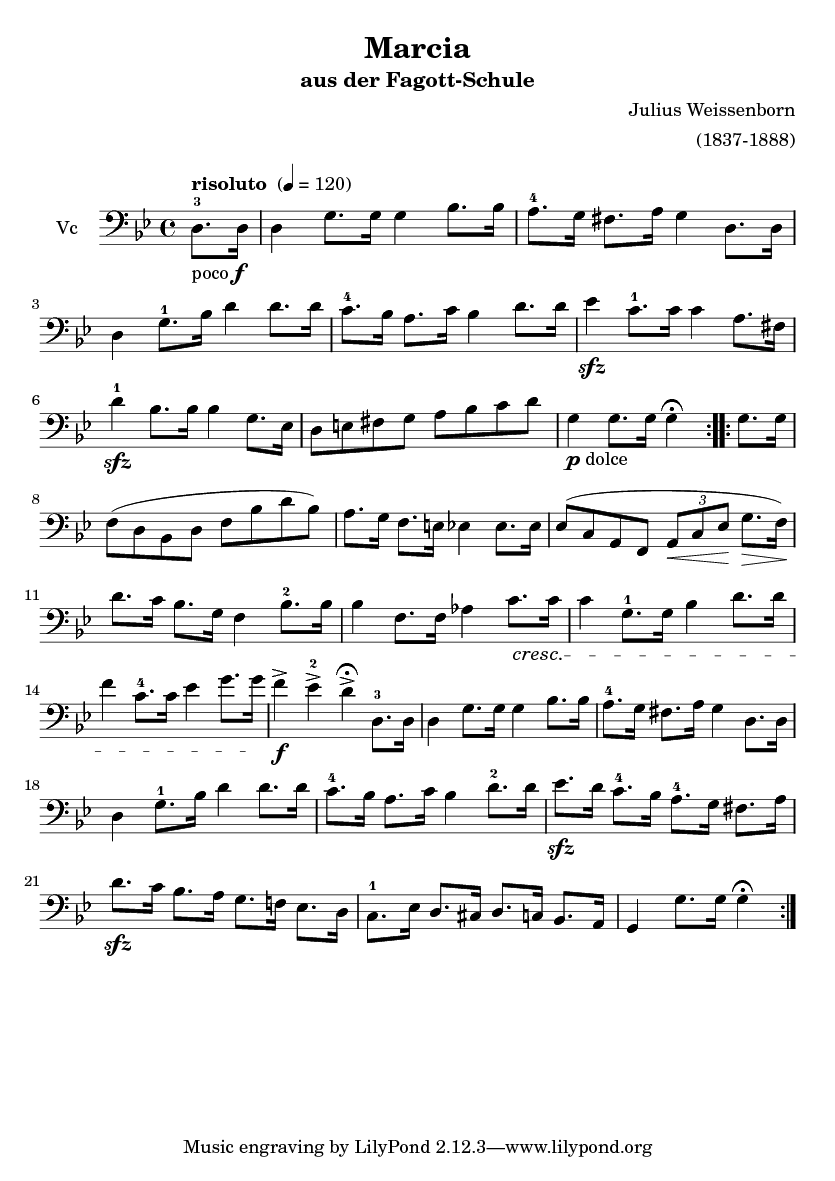 Marcia
aus der Fagott-Schule
Julius Weissenborn
(1837-1888)
risoluto (♩ = 120)
3 4
Vc
poco f
3
1 4 1
sfz
6
1
sfz p dolce
8
3
11
2 1
cresc.
14
4 2 3 4
f
18
1 4 2 4 4
sfz
21
1
sfz
Music engraving by LilyPond 2.12.3—www.lilypond.org